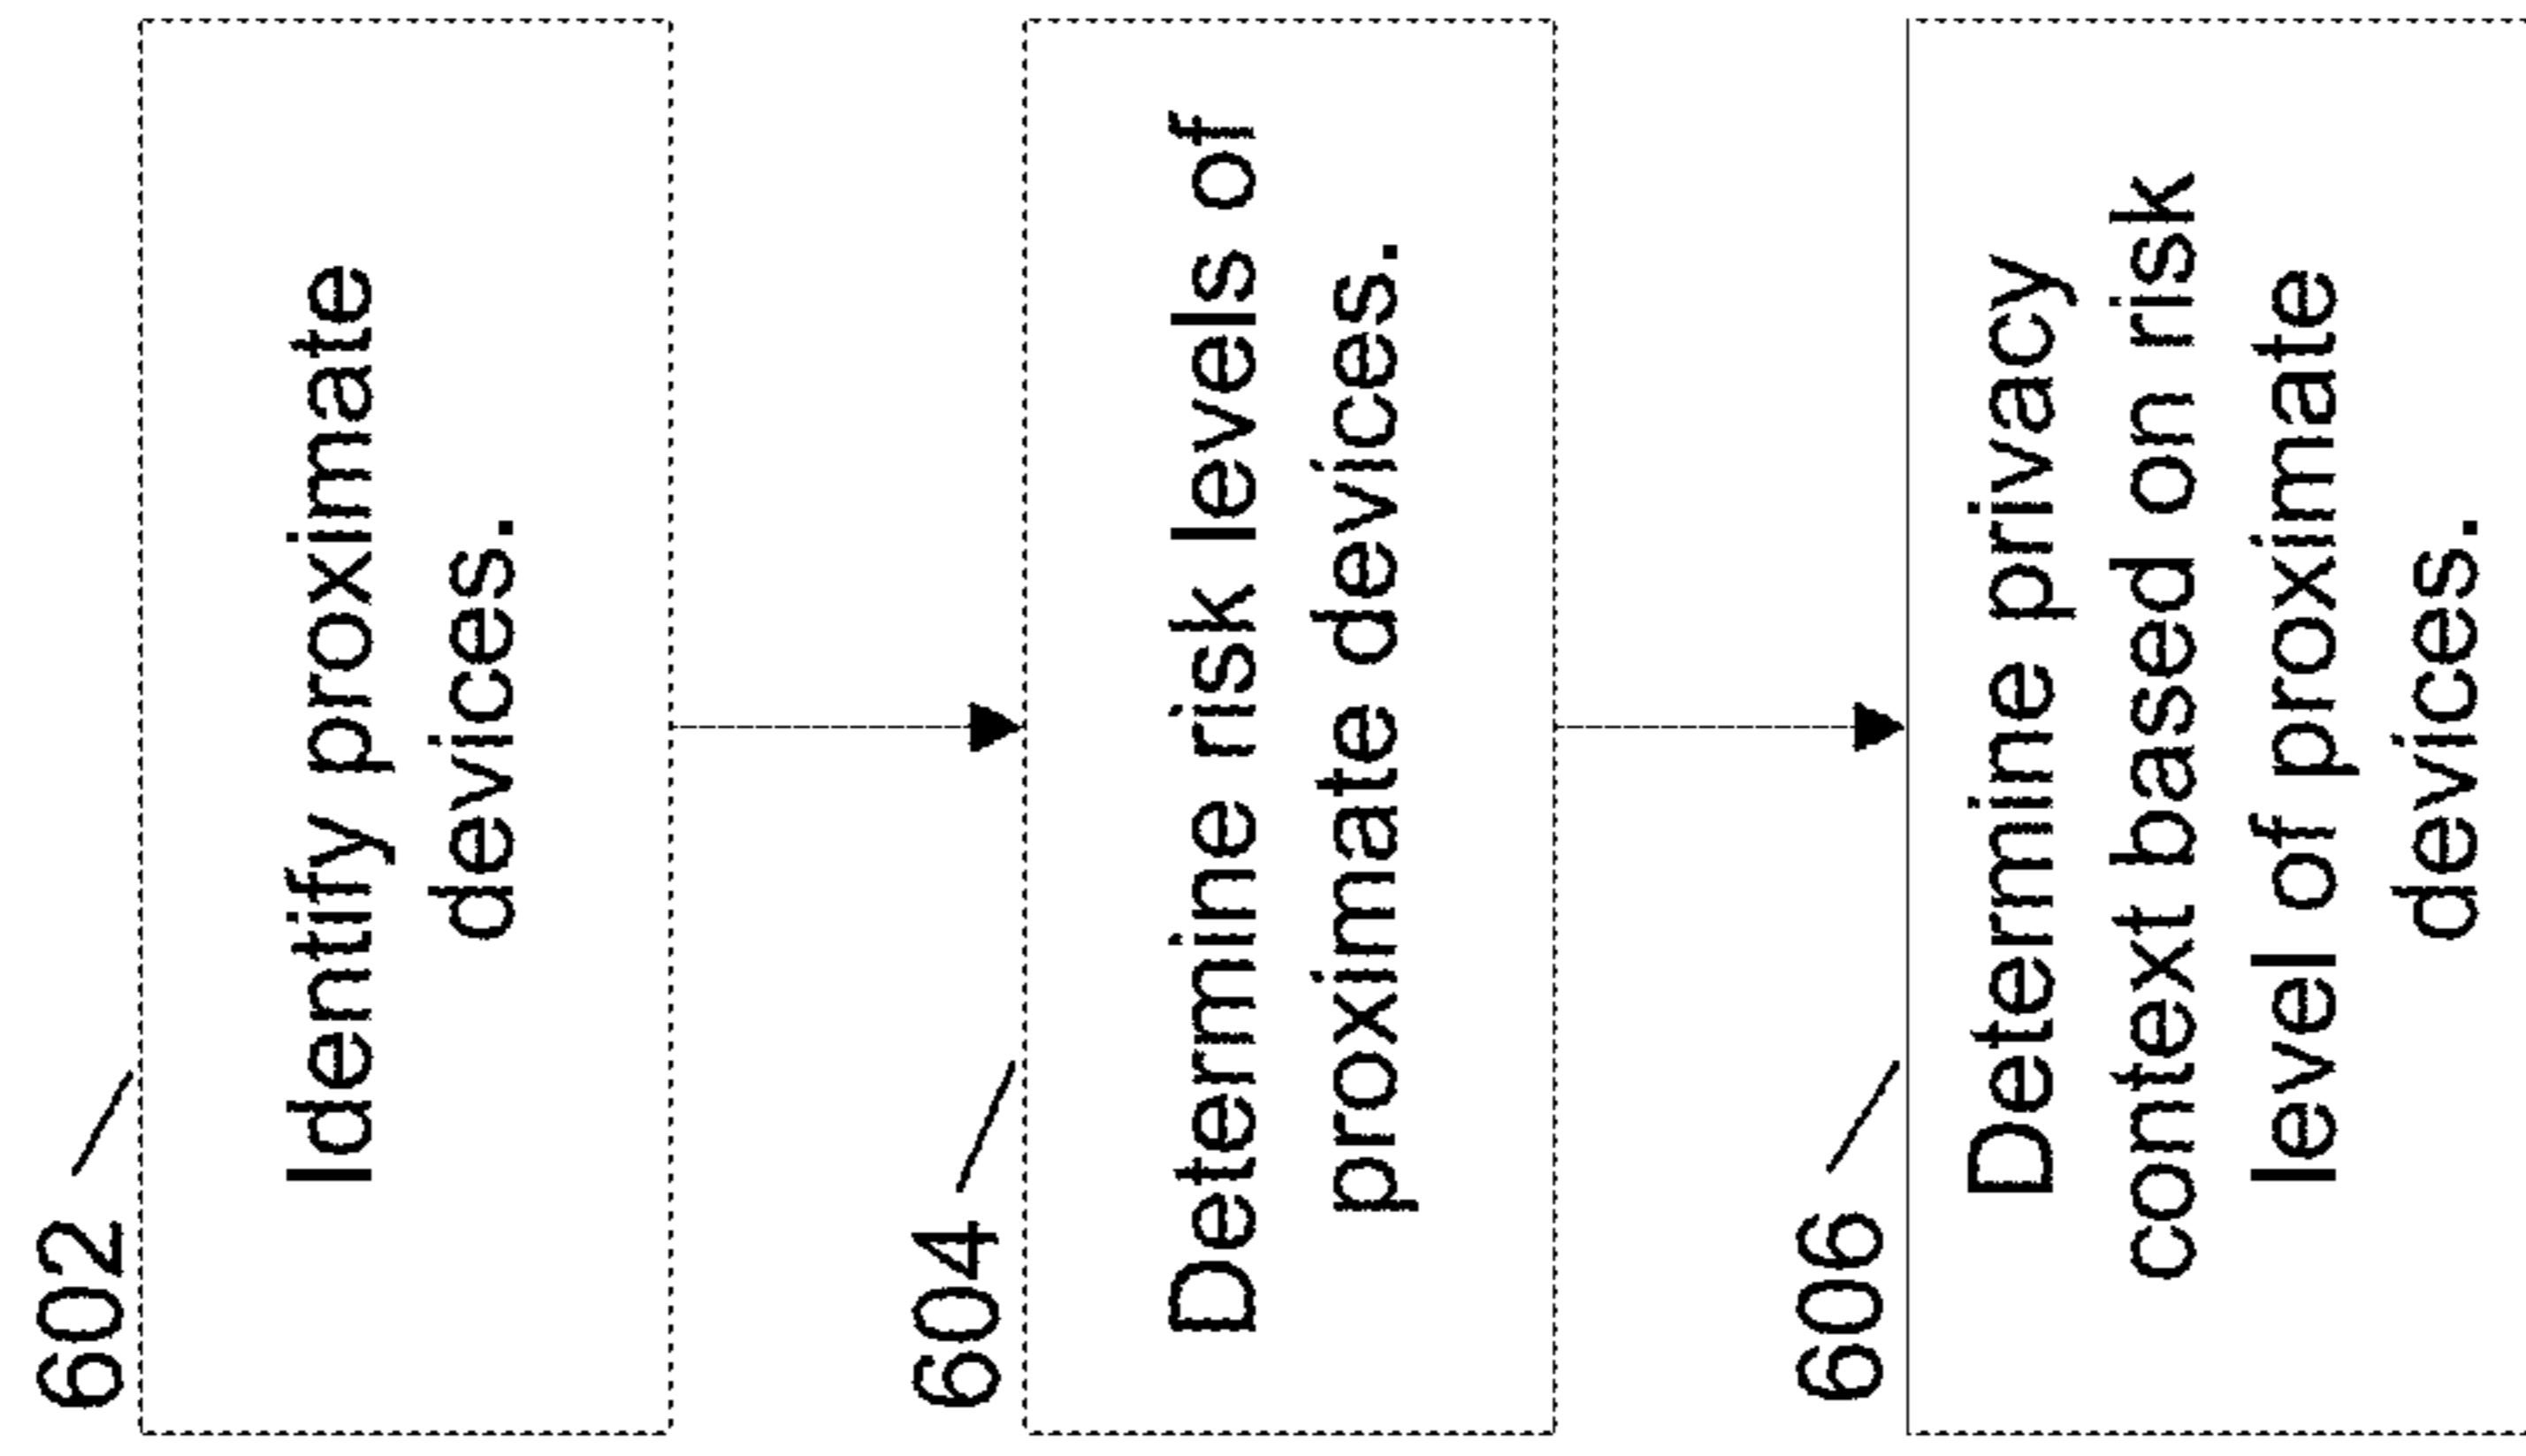 602
Identify proximate
devices.
604
Determine risk levels of
proximate devices.
606
Determine privacy
context based on risk
level of proximate
devices.